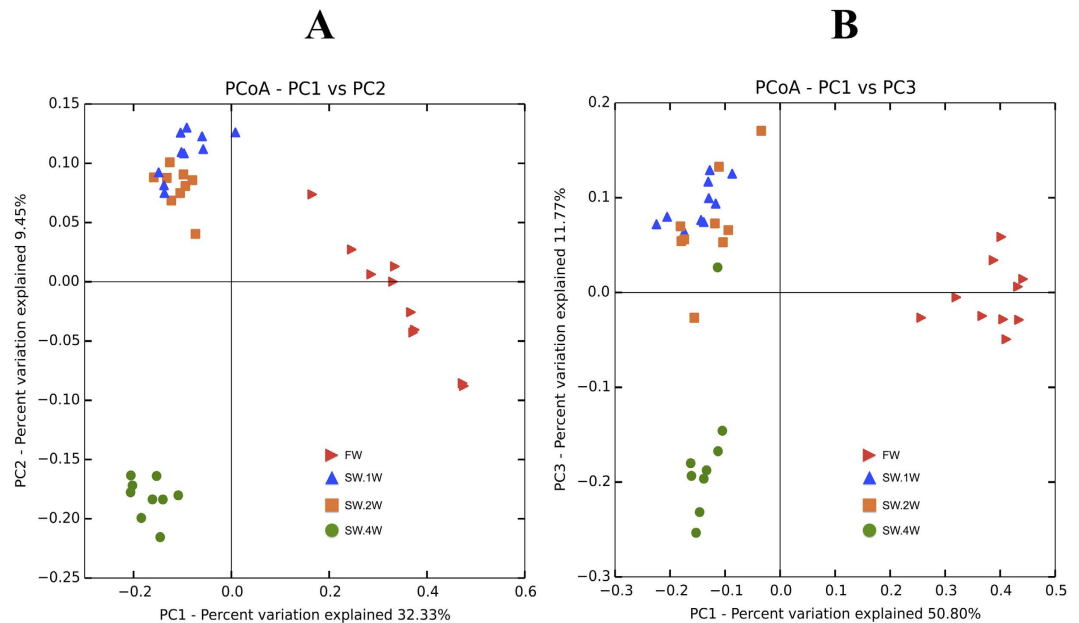 A
B
PCoA - PC1 vs PC2
PCoA - PC1 vs PC3
PC2 - Percent variation explained 9.45%
0.15
0.10
0.05
0.00
−0.05
−0.10
−0.15
−0.20
−0.25
FW
SW.1W
SW.2W
SW.4W
−0.2
0.0
0.2
0.4
0.6
PC1 - Percent variation explained 32.33%
PC3 - Percent variation explained 11.77%
0.2
0.1
0.0
−0.1
−0.2
−0.3
FW
SW.1W
SW.2W
SW.4W
−0.3
−0.2
−0.1
0.0
0.1
0.2
0.3
0.4
0.5
PC1 - Percent variation explained 50.80%